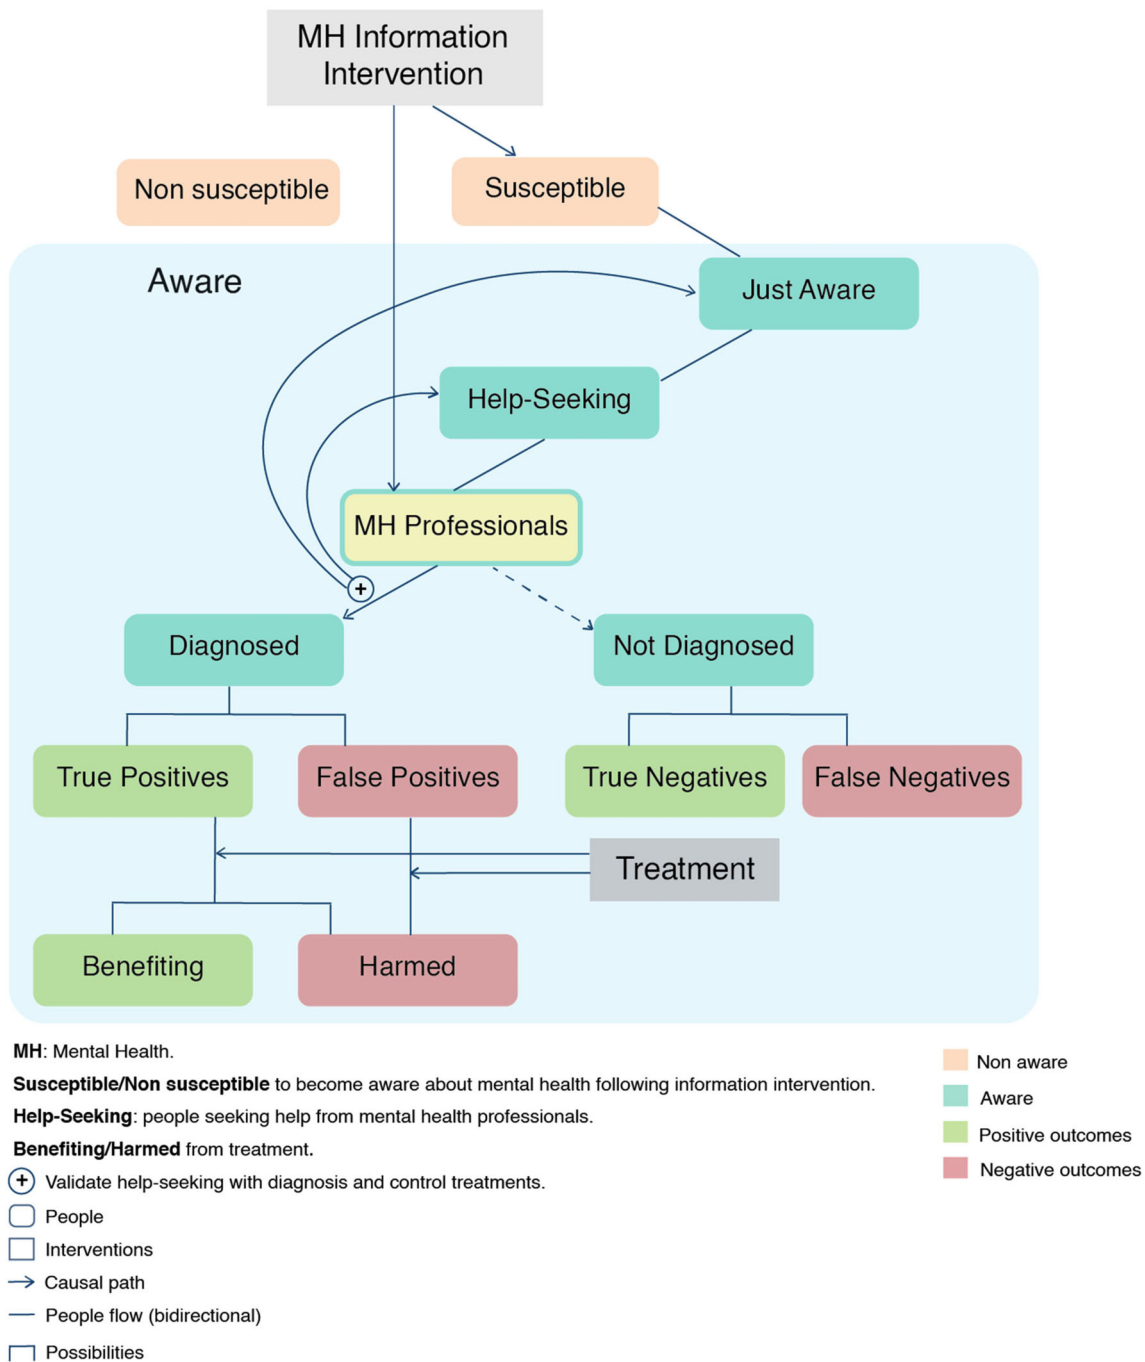 MH Information
Intervention
Non susceptible
Susceptible
Aware
Just Aware
Help-Seeking
MH Professionals
+
Diagnosed
Not Diagnosed
True Positives
False Positives
True Negatives
False Negatives
Treatment
Benefiting
Harmed
MH: Mental Health.
Susceptible/Non susceptible to become aware about mental health following information intervention.
Help-Seeking: people seeking help from mental health professionals.
Benefiting/Harmed from treatment.
+ Validate help-seeking with diagnosis and control treatments.
People
Interventions
Causal path
People flow (bidirectional)
Possibilities
Non aware
Aware
Positive outcomes
Negative outcomes